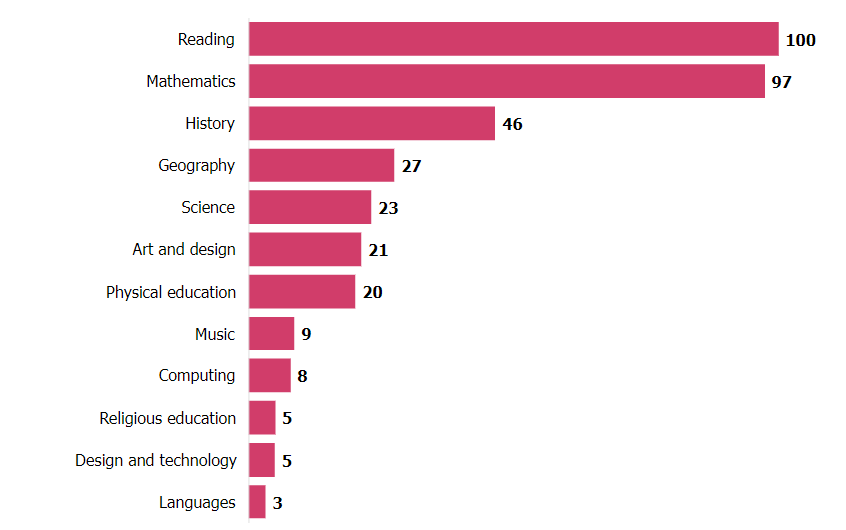 Reading 100
Mathematics 97
History 46
Geography 27
Science 23
Art and design 21
Physical education 20
Music 9
Computing 8
Religious education 5
Design and technology 5
Languages 3